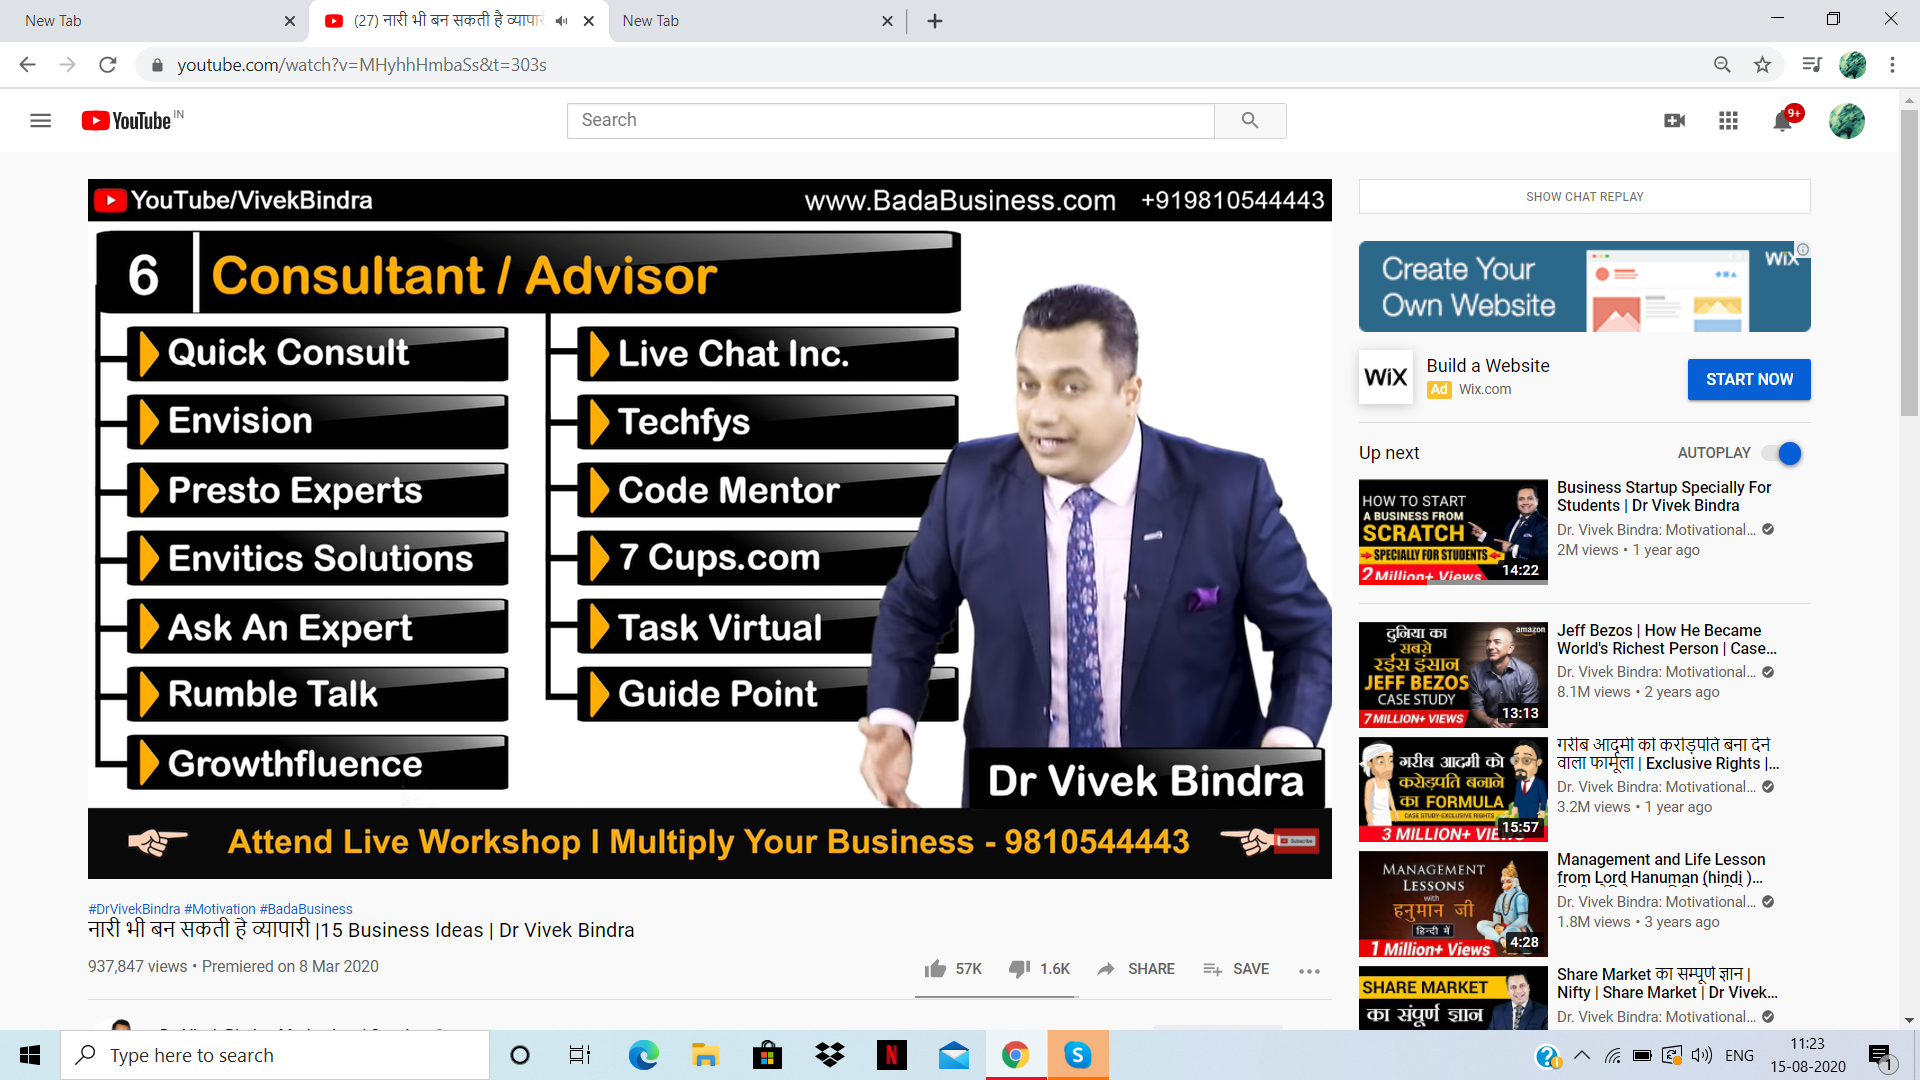 New Tab
(27) नारी भी बन सकती है व्यापारी
New Tab
youtube.com/watch?v=MHyhhHmbaSs&t=303s
YouTube IN
Search
9+
YouTube/VivekBindra
www.BadaBusiness.com +919810544443
6 Consultant / Advisor
Quick Consult
Envision
Presto Experts
Envitics Solutions
Ask An Expert
Rumble Talk
Growthfluence
Live Chat Inc.
Techfys
Code Mentor
7 Cups.com
Task Virtual
Guide Point
Dr Vivek Bindra
Attend Live Workshop I Multiply Your Business - 9810544443
Subscribe
#DrVivekBindra #Motivation #BadaBusiness
नारी भी बन सकती है व्यापारी |15 Business Ideas | Dr Vivek Bindra
937,847 views • Premiered on 8 Mar 2020
57K
1.6K
SHARE
SAVE
SHOW CHAT REPLAY
Create Your
Own Website
WiX
WiX
Build a Website
Ad Wix.com
START NOW
Up next
AUTOPLAY
HOW TO START
A BUSINESS FROM
SCRATCH
SPECIALLY FOR STUDENTS
2 Million+ Views
14:22
Business Startup Specially For
Students | Dr Vivek Bindra
Dr. Vivek Bindra: Motivational...
2M views • 1 year ago
दुनिया का
सबसे
रईस इंसान
JEFF BEZOS
CASE STUDY
7 MILLION+ VIEWS
amazon
13:13
Jeff Bezos | How He Became
World's Richest Person | Case...
Dr. Vivek Bindra: Motivational...
8.1M views • 2 years ago
गरीब आदमी को
करोड़पति बनाने
का FORMULA
CASE STUDY-EXCLUSIVE RIGHTS
3 MILLION+ VIEWS
15:57
गरीब आदमी को करोड़पति बना देने
वाला फार्मूला | Exclusive Rights |...
Dr. Vivek Bindra: Motivational...
3.2M views • 1 year ago
MANAGEMENT
LESSONS
with
हनुमान जी
हिन्दी में
1 Million+ Views
4:28
Management and Life Lesson
from Lord Hanuman (hindi )...
Dr. Vivek Bindra: Motivational...
1.8M views • 3 years ago
SHARE MARKET
का संपूर्ण ज्ञान
Share Market का सम्पूर्ण ज्ञान |
Nifty | Share Market | Dr Vivek...
Dr. Vivek Bindra: Motivational...
Type here to search
ENG
11:23
15-08-2020
1